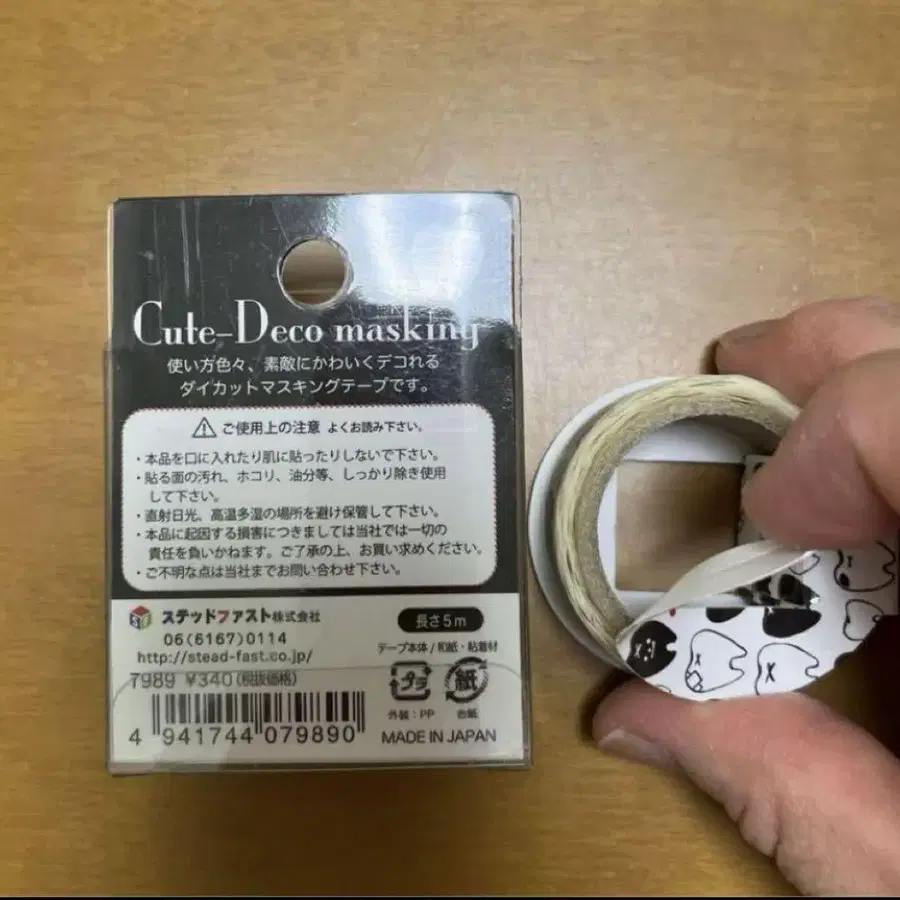 Cute-Deco masking
使い方色々、素敵にかわいくデコれる
ダイカットマスキングテープです。
ご使用上の注意 よくお読み下さい。
・本品を口に入れたり肌に貼ったりしないで下さい。
・貼る面の汚れ、ホコリ、油分等、しっかり除き使用
して下さい。
・直射日光、高温多湿の場所を避け保管して下さい。
・本品に起因する損害につきましては当社では一切の
責任を負いかねます。ご了承の上、お買い求めください。
・ご不明な点は当社までお問い合わせ下さい。
ステッドファスト株式会社
06(6167)0114
http://stead-fast.co.jp/
7989 ¥340(税抜価格)
4 941744 079890
長さ5m
テープ本体/和紙・粘着材
プラ 紙
外装:PP 台紙
MADE IN JAPAN